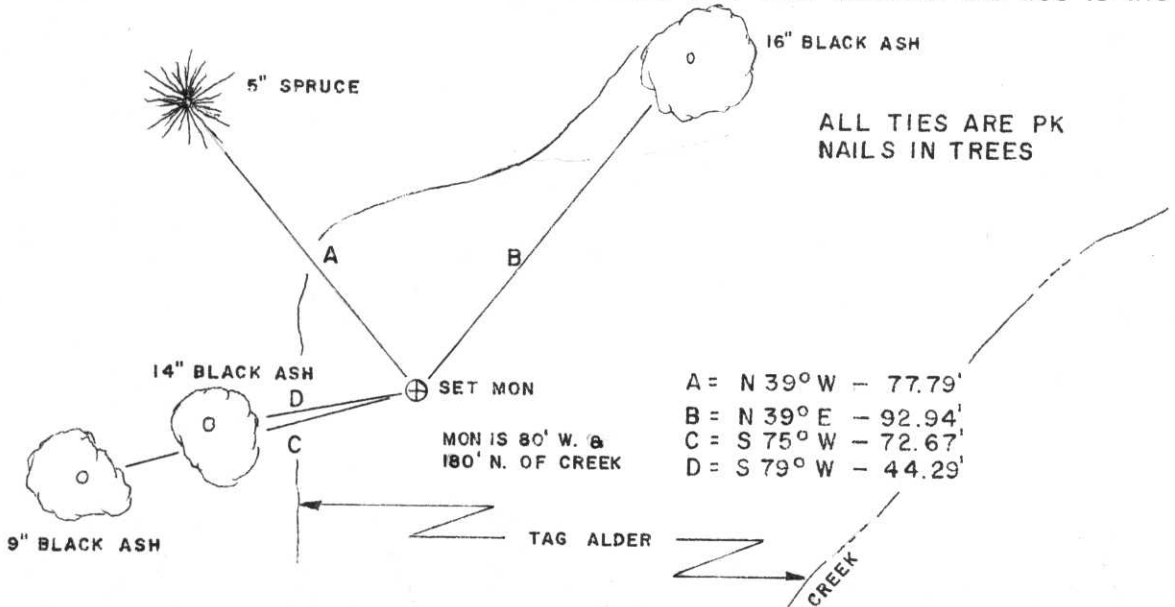 16" BLACK ASH
5" SPRUCE
ALL TIES ARE PK
NAILS IN TREES
A
B
14" BLACK ASH
D
C
SET MON
MON IS 80' W. &
180' N. OF CREEK
A = N 39° W - 77.79'
B = N 39° E - 92.94'
C = S 75° W - 72.67'
D = S 79° W - 44.29'
9" BLACK ASH
TAG ALDER
CREEK